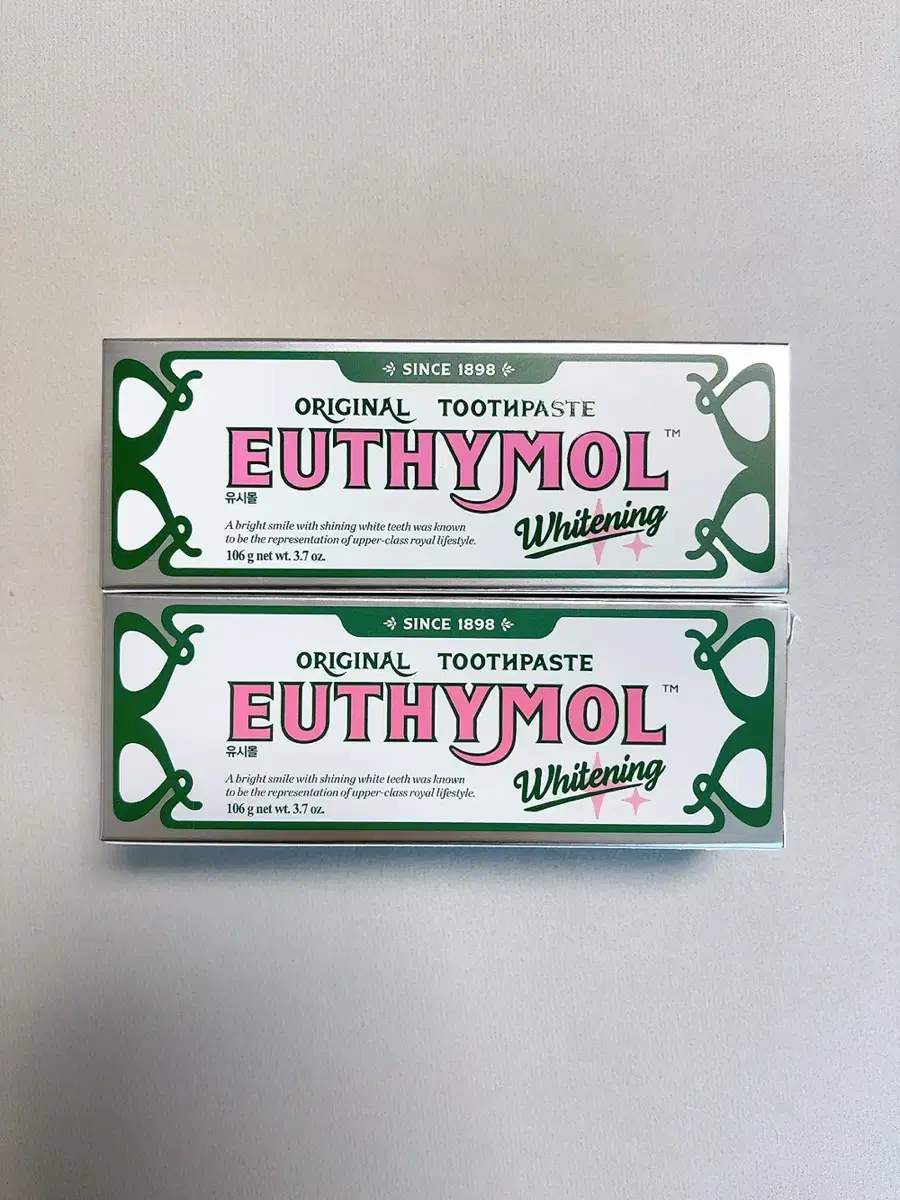 SINCE 1898
ORIGINAL TOOTHPASTE
EUTHYMOL™
유시몰
A bright smile with shining white teeth was known
to be the representation of upper-class royal lifestyle.
106 g net wt. 3.7 oz.
Whitening
SINCE 1898
ORIGINAL TOOTHPASTE
EUTHYMOL™
유시몰
A bright smile with shining white teeth was known
to be the representation of upper-class royal lifestyle.
106 g net wt. 3.7 oz.
Whitening